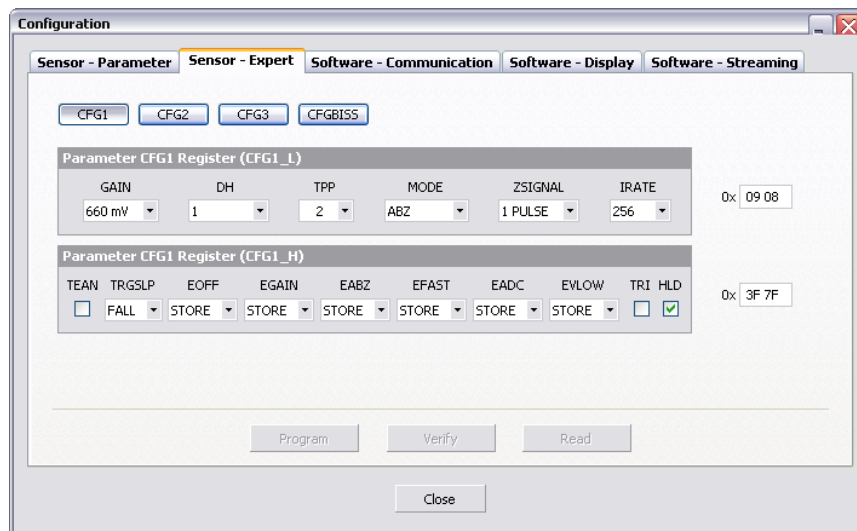 Configuration
Sensor - Parameter Sensor - Expert Software - Communication Software - Display Software - Streaming
CFG1 CFG2 CFG3 CFGBISS
Parameter CFG1 Register (CFG1_L)
GAIN DH TPP MODE ZSIGNAL IRATE
660 mV 1 2 ABZ 1 PULSE 256
0x 09 08
Parameter CFG1 Register (CFG1_H)
TEAN TRGSLP EOFF EGAIN EABZ EFAST EADC EVLOW TRI HLD
FALL STORE STORE STORE STORE STORE STORE
0x 3F 7F
Program Verify Read
Close